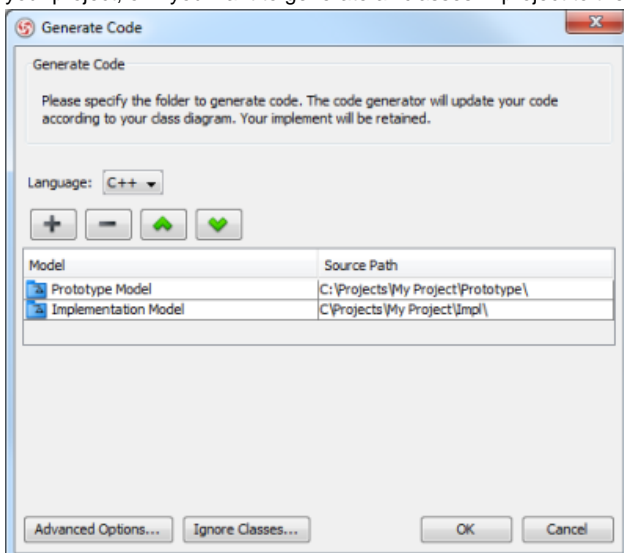 Generate Code
Generate Code
Please specify the folder to generate code. The code generator will update your code
according to your class diagram. Your implement will be retained.
Language: C++
Model Source Path
Prototype Model C:\Projects\My Project\Prototype\
Implementation Model C\Projects\My Project\Impl\
Advanced Options... Ignore Classes... OK Cancel